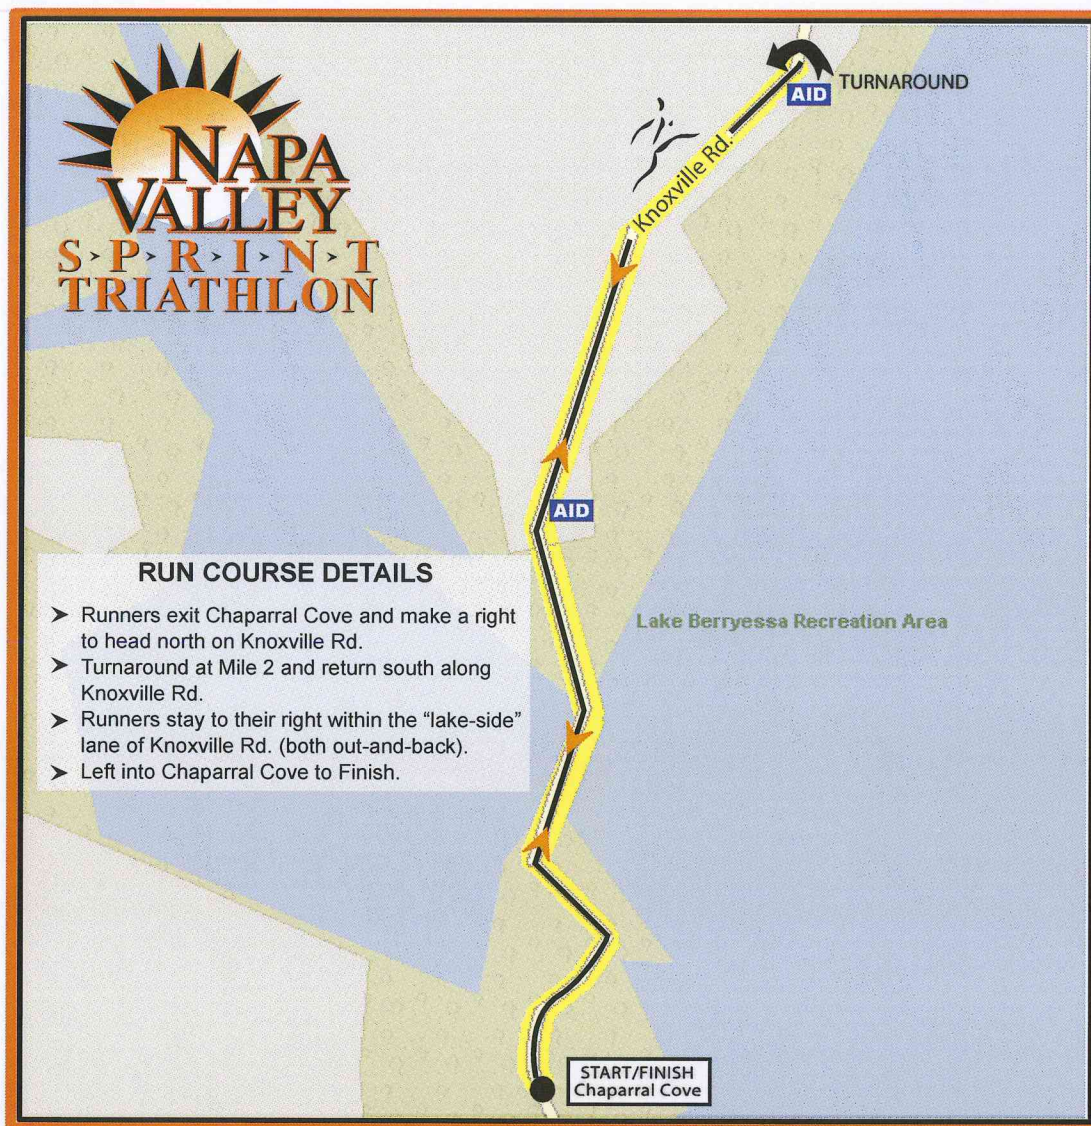 NAPA
VALLEY
S·P·R·I·N·T
TRIATHLON
TURNAROUND
AID
Knoxville Rd.
AID
RUN COURSE DETAILS
➤ Runners exit Chaparral Cove and make a right
to head north on Knoxville Rd.
➤ Turnaround at Mile 2 and return south along
Knoxville Rd.
➤ Runners stay to their right within the “lake-side”
lane of Knoxville Rd. (both out-and-back).
➤ Left into Chaparral Cove to Finish.
Lake Berryessa Recreation Area
START/FINISH
Chaparral Cove